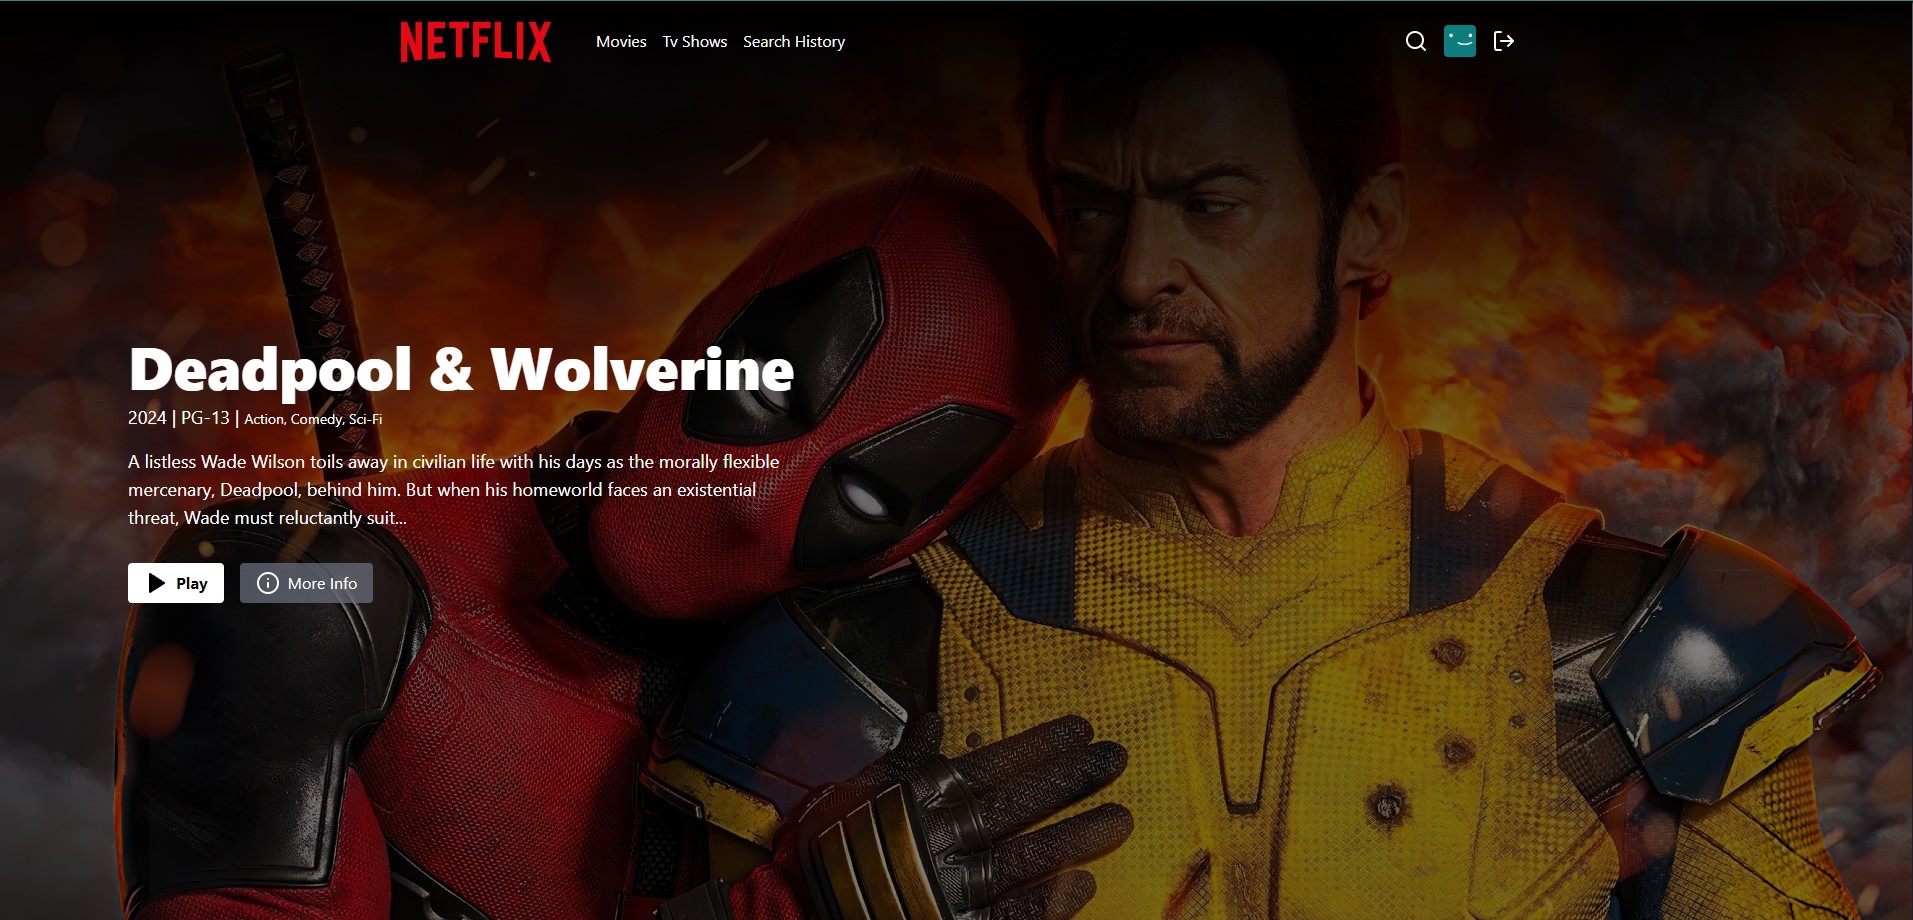 NETFLIX Movies Tv Shows Search History
Deadpool & Wolverine
2024 | PG-13 | Action, Comedy, Sci-Fi
A listless Wade Wilson toils away in civilian life with his days as the morally flexible
mercenary, Deadpool, behind him. But when his homeworld faces an existential
threat, Wade must reluctantly suit...
Play More Info